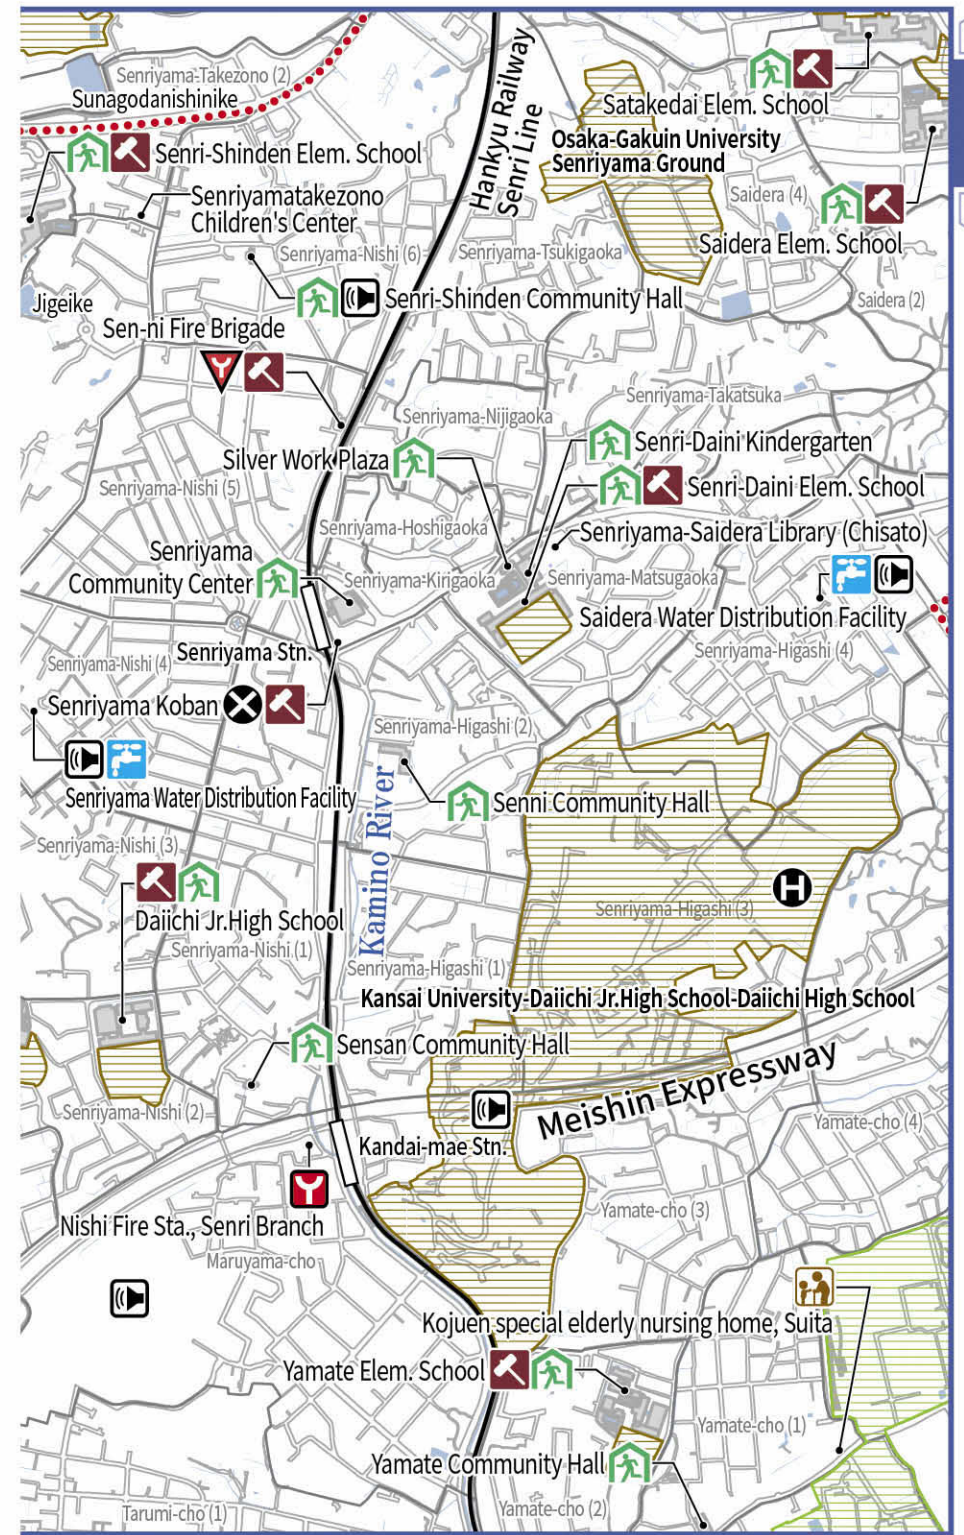 Senriyama-Takezono (2)
Sunagodanishinike
Hankyu Railway
Senri Line
Satakedai Elem. School
Osaka-Gakuin University
Senriyama Ground
Senri-Shinden Elem. School
Senriyamatakezono
Children's Center
Saidera (4)
Saidera Elem. School
Senriyama-Nishi (6)
Senriyama-Tsukigaoka
Jigeike
Senri-Shinden Community Hall
Saidera (2)
Sen-ni Fire Brigade
Senriyama-Takatsuka
Senriyama-Nijigaoka
Senri-Daini Kindergarten
Silver Work Plaza
Senriyama-Nishi (5)
Senri-Daini Elem. School
Senriyama-Hoshigaoka
Senriyama-Saidera Library (Chisato)
Senriyama
Community Center
Senriyama-Kirigaoka
Senriyama-Matsugaoka
Saidera Water Distribution Facility
Senriyama Stn.
Senriyama-Nishi (4)
Senriyama-Higashi (4)
Senriyama Koban
Senriyama-Higashi (2)
Senriyama Water Distribution Facility
Senni Community Hall
Kamino River
Senriyama-Nishi (3)
H
Daiichi Jr.High School
Senriyama-Higashi (3)
Senriyama-Nishi (1)
Senriyama-Higashi (1)
Kansai University-Daiichi Jr.High School-Daiichi High School
Sensan Community Hall
Meishin Expressway
Senriyama-Nishi (2)
Yamate-cho (4)
Kandai-mae Stn.
Nishi Fire Sta., Senri Branch
Yamate-cho (3)
Maruyama-cho
Kojuen special elderly nursing home, Suita
Yamate Elem. School
Yamate-cho (1)
Yamate Community Hall
Tarumi-cho (1)
Yamate-cho (2)